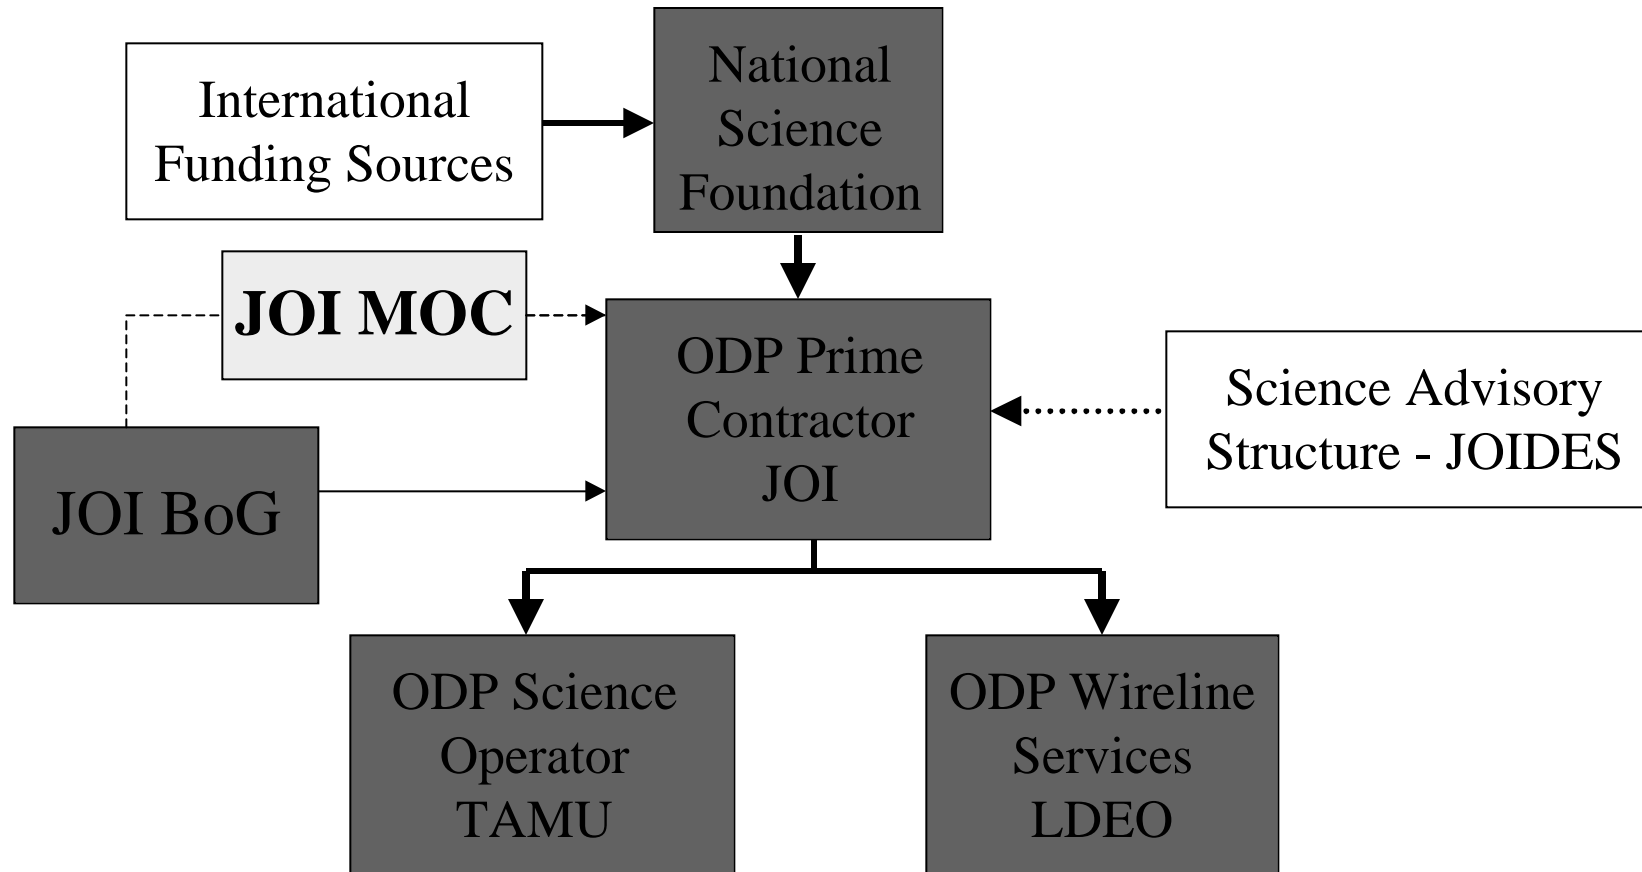 International
Funding Sources
National
Science
Foundation
JOI MOC
ODP Prime
Contractor
JOI
Science Advisory
Structure - JOIDES
JOI BoG
ODP Science
Operator
TAMU
ODP Wireline
Services
LDEO